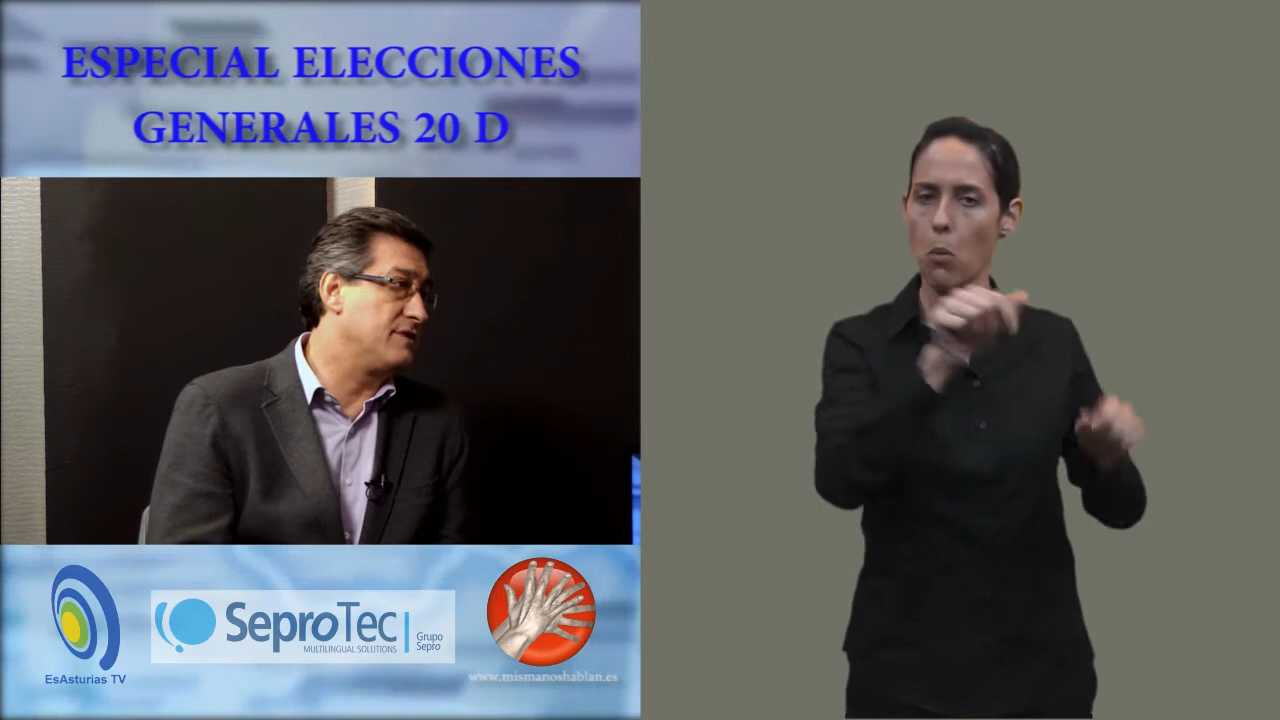 ESPECIAL ELECCIONES
GENERALES 20 D
EsAsturias TV
SeproTec
MULTILINGUAL SOLUTIONS
Grupo
Sepro
www.mismanoshablan.es